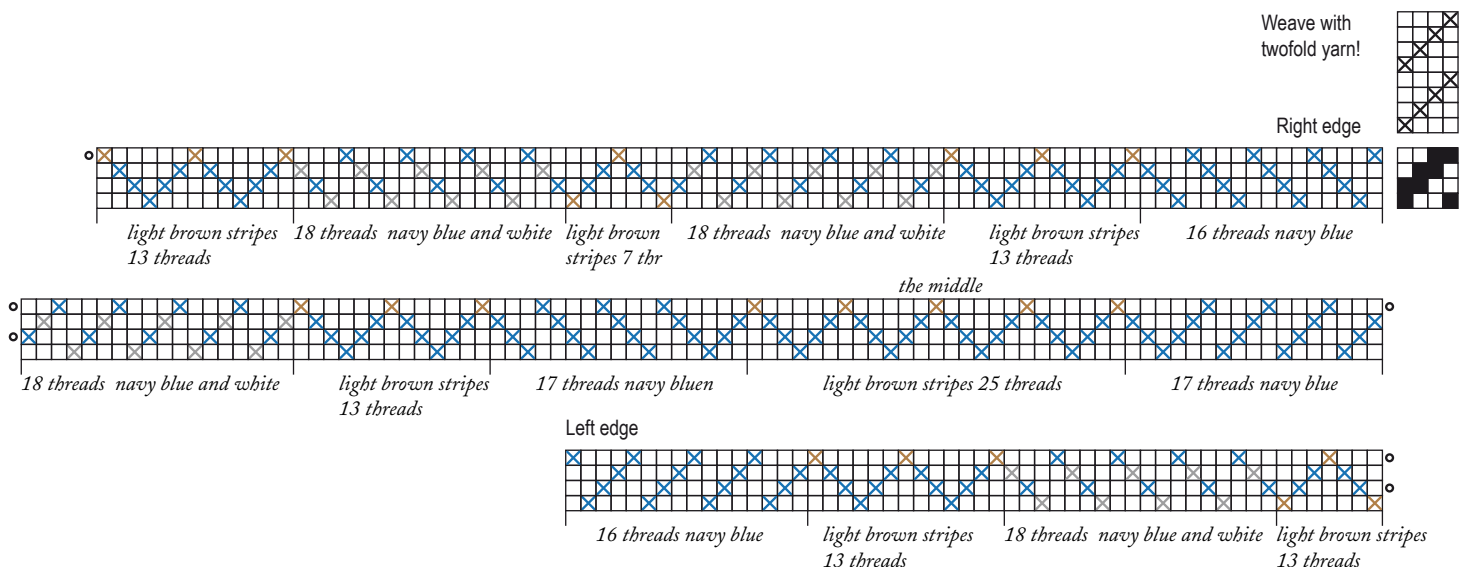 Weave with
twofold yarn!
Right edge
light brown stripes
13 threads
18 threads navy blue and white
light brown
stripes 7 thr
18 threads navy blue and white
light brown stripes
13 threads
16 threads navy blue
the middle
18 threads navy blue and white
light brown stripes
13 threads
17 threads navy bluen
light brown stripes 25 threads
17 threads navy blue
Left edge
16 threads navy blue
light brown stripes
13 threads
18 threads navy blue and white
light brown stripes
13 threads